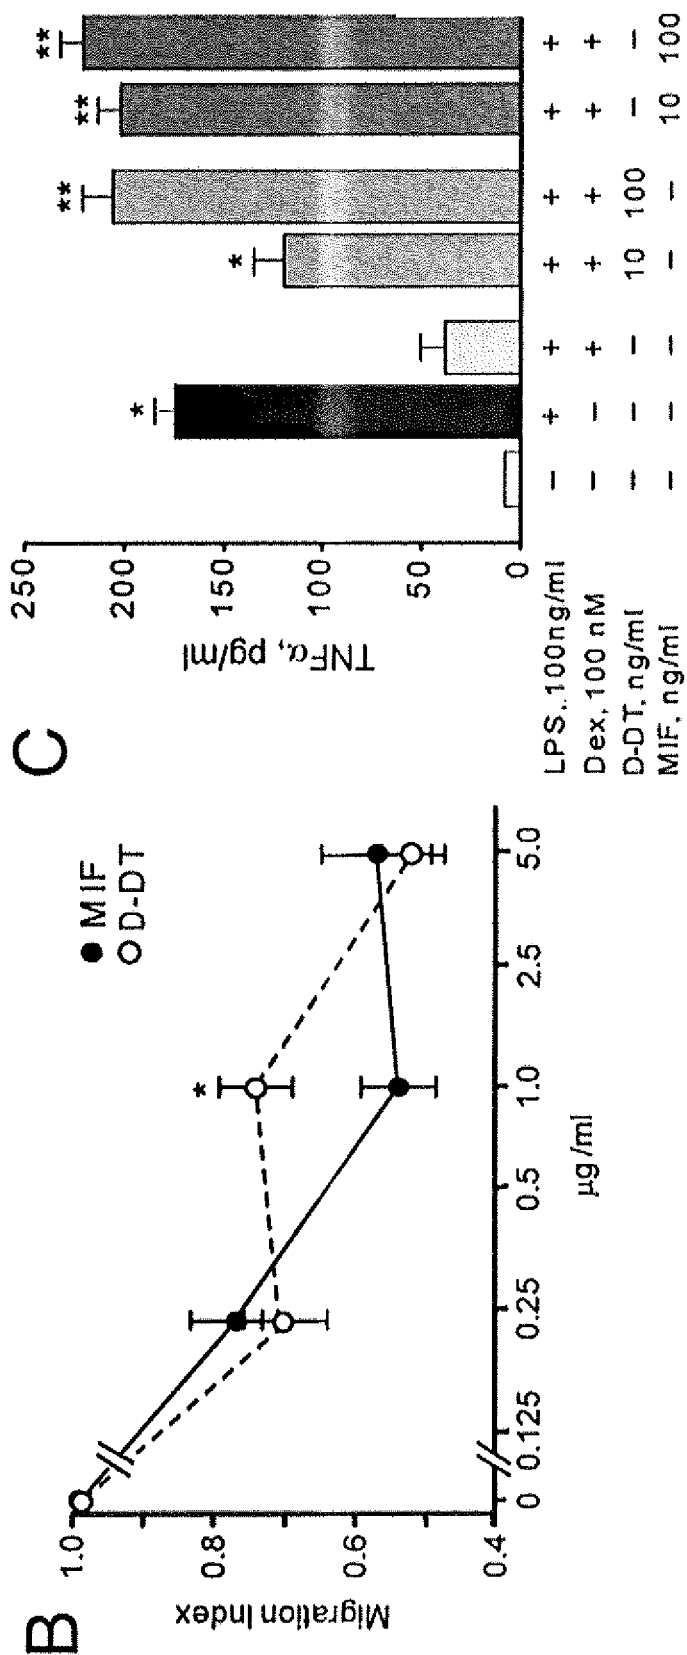 B
Migration Index
1.0
0.8
0.6
0.4
0 0.125 0.25 0.5 1.0 2.5 5.0
µg/ml
MIF
D-DT
*
C
TNFα, pg/ml
250
200
150
100
50
0
* * ** ** **
LPS, 100ng/ml − + + + + + +
Dex, 100 nM − − + + + + +
D-DT, ng/ml − − − 10 100 − −
MIF, ng/ml − − − − − 10 100